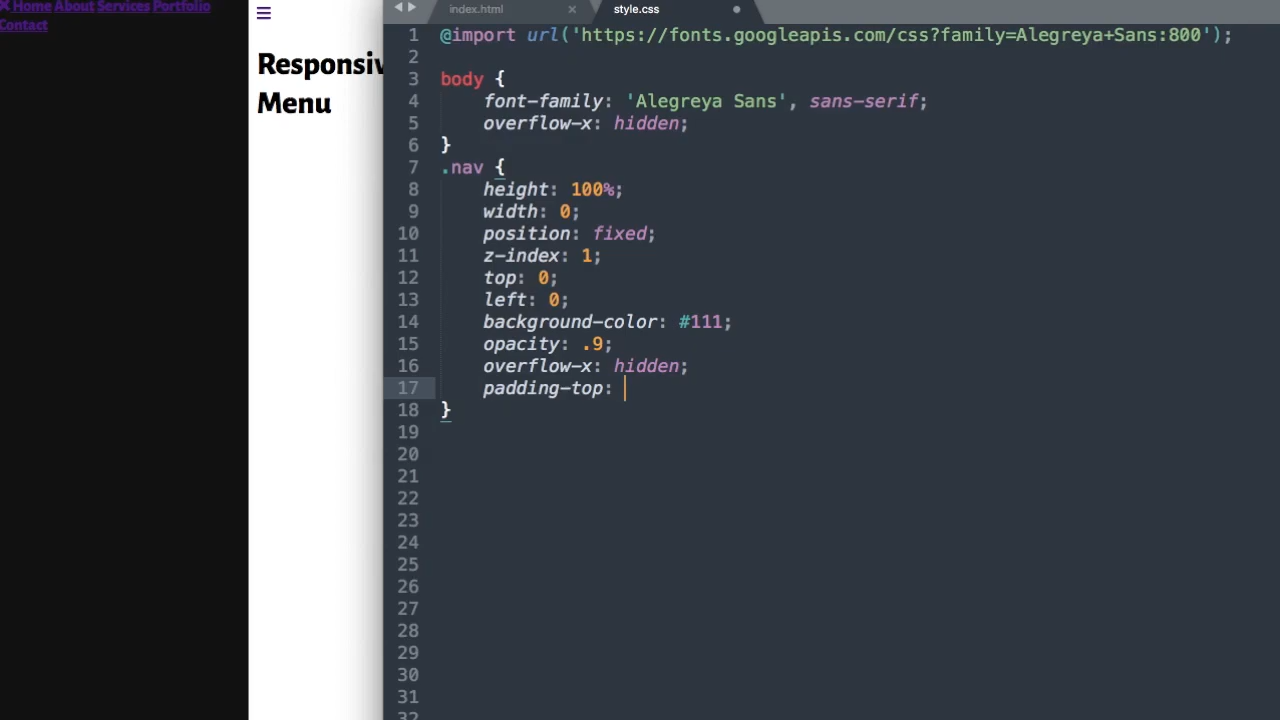 ✕ Home About Services Portfolio
Contact
☰
Responsiv
Menu
index.html ×
style.css
1 @import url('https://fonts.googleapis.com/css?family=Alegreya+Sans:800');
2
3 body {
4 font-family: 'Alegreya Sans', sans-serif;
5 overflow-x: hidden;
6 }
7 .nav {
8 height: 100%;
9 width: 0;
10 position: fixed;
11 z-index: 1;
12 top: 0;
13 left: 0;
14 background-color: #111;
15 opacity: .9;
16 overflow-x: hidden;
17 padding-top:
18 }
19
20
21
22
23
24
25
26
27
28
29
30
31
32